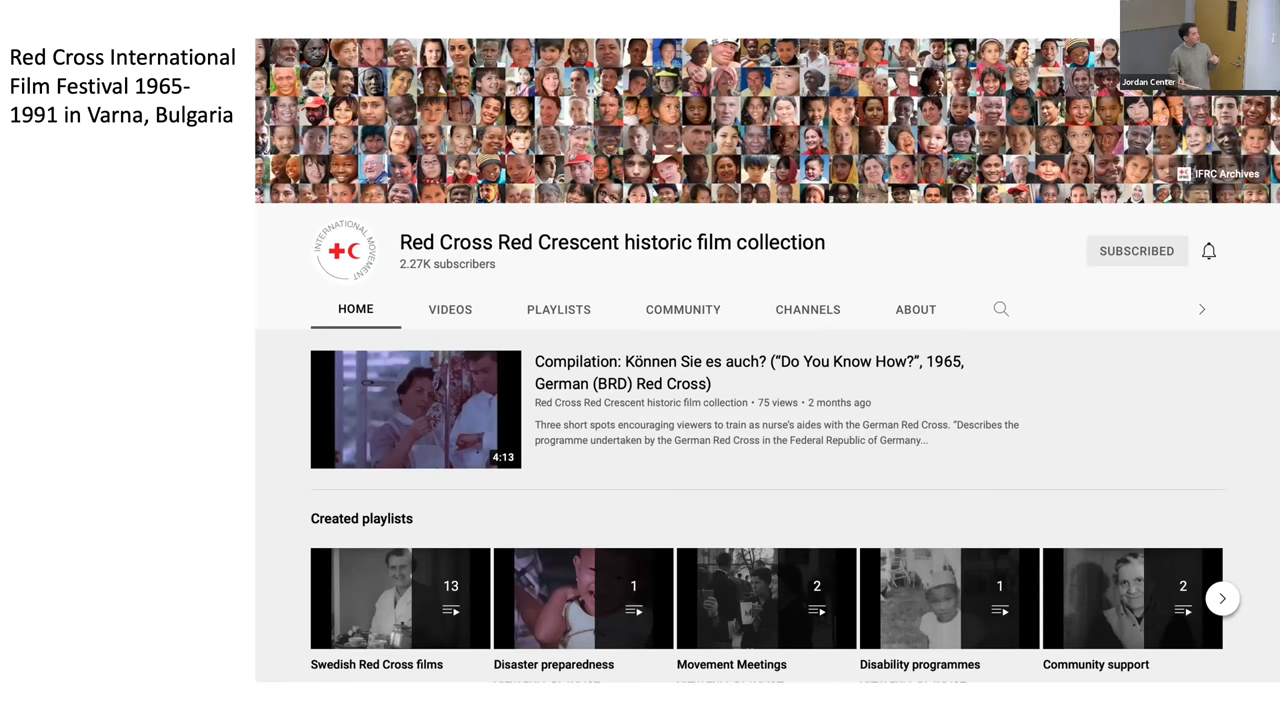 Red Cross International
Film Festival 1965-
1991 in Varna, Bulgaria
Jordan Center
IFRC Archives
INTERNATIONAL MOVEMENT
Red Cross Red Crescent historic film collection
2.27K subscribers
SUBSCRIBED
HOME VIDEOS PLAYLISTS COMMUNITY CHANNELS ABOUT
4:13
Compilation: Können Sie es auch? (“Do You Know How?”, 1965,
German (BRD) Red Cross)
Red Cross Red Crescent historic film collection • 75 views • 2 months ago
Three short spots encouraging viewers to train as nurse's aides with the German Red Cross. “Describes the
programme undertaken by the German Red Cross in the Federal Republic of Germany...
Created playlists
13 1 2 1 2
Swedish Red Cross films Disaster preparedness Movement Meetings Disability programmes Community support